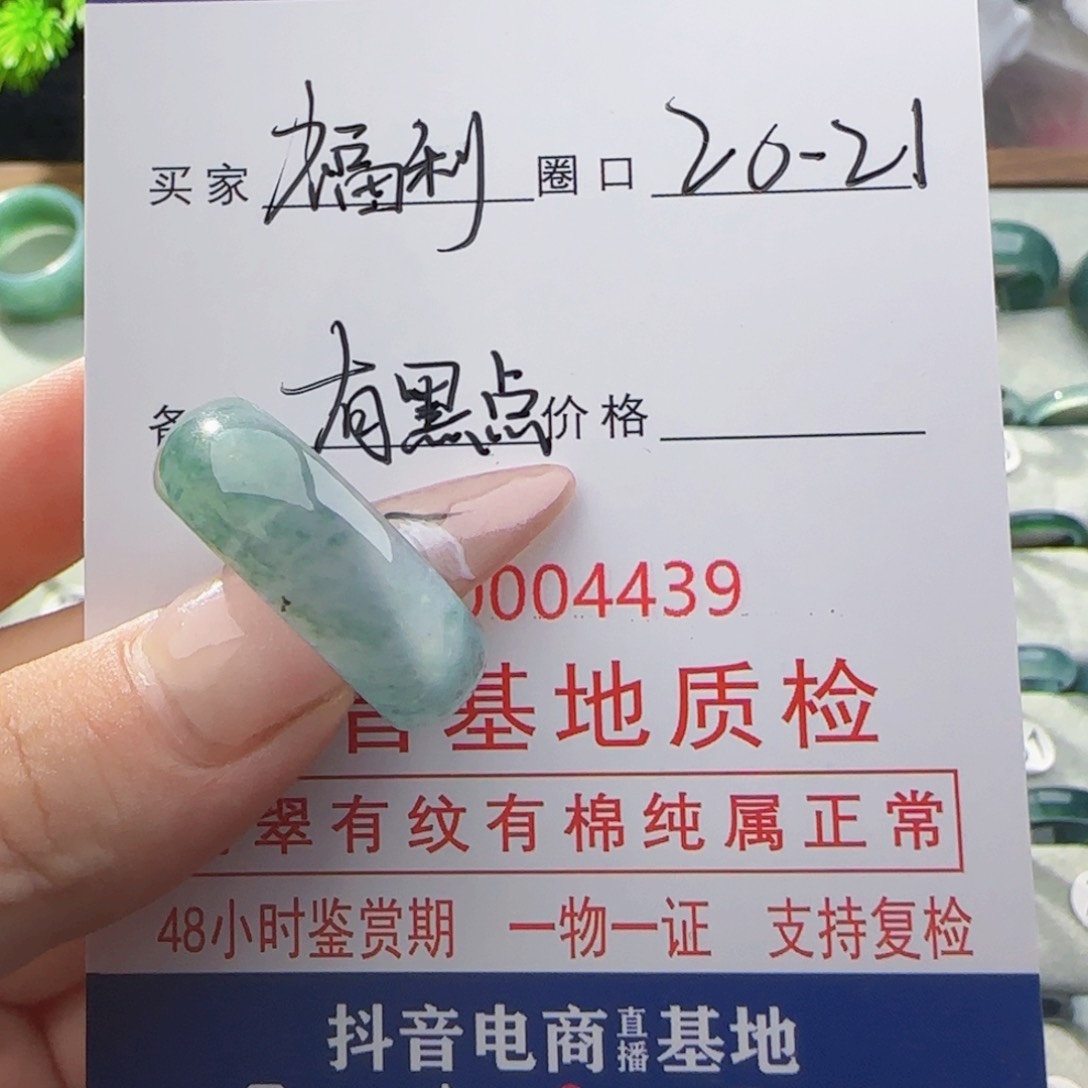 买家 福利 圈口 20-21
有黑点 价格
004439
基地质检
翠有纹有棉纯属正常
48小时鉴赏期 一物一证 支持复检
抖音电商直播基地